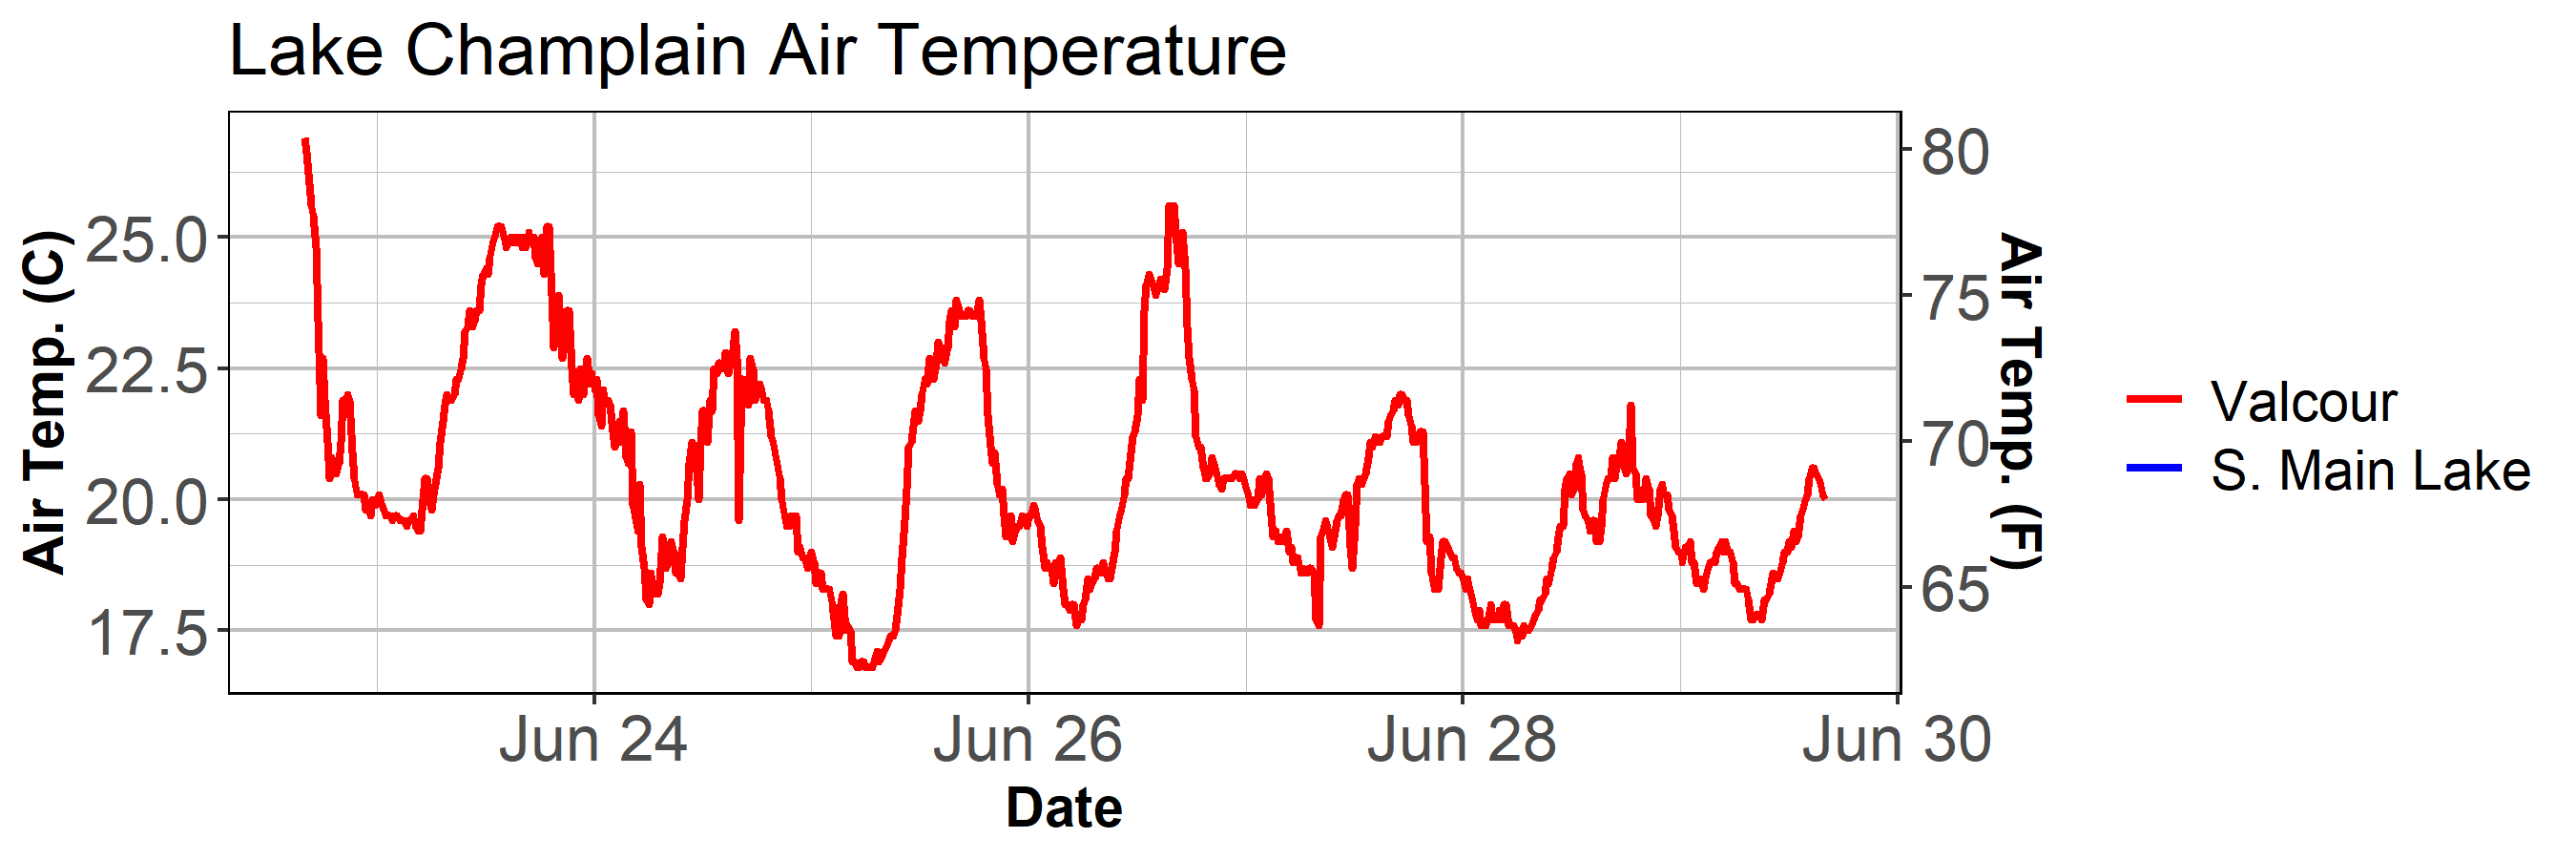 Lake Champlain Air Temperature
Air Temp. (C)
25.0
22.5
20.0
17.5
80
75
70
65
Air Temp. (F)
Jun 24
Jun 26
Jun 28
Jun 30
Date
Valcour
S. Main Lake